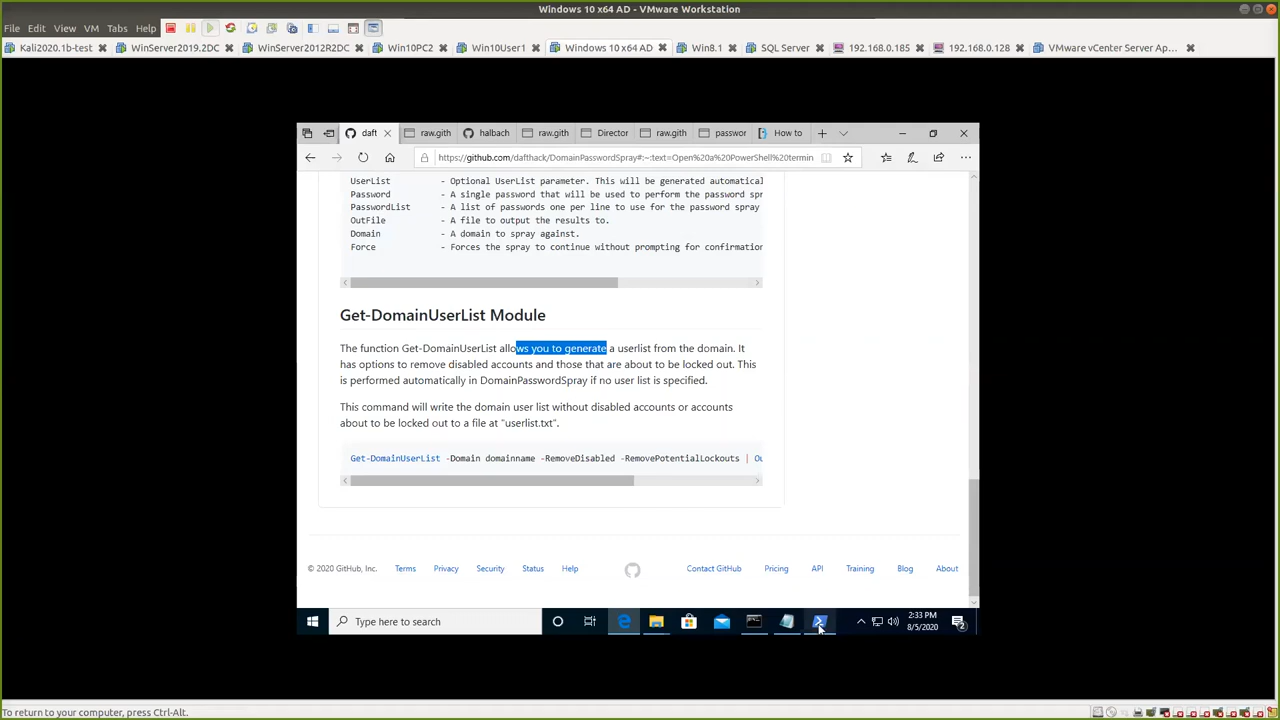 Windows 10 x64 AD - VMware Workstation
File Edit View VM Tabs Help
Kali2020.1b-test WinServer2019.2DC WinServer2012R2DC Win10PC2 Win10User1 Windows 10 x64 AD Win8.1 SQL Server 192.168.0.185 192.168.0.128 VMware vCenter Server Ap...
daft raw.gith halbach raw.gith Director raw.gith passwor How to
https://github.com/dafthack/DomainPasswordSpray#:~:text=Open%20a%20PowerShell%20termin
UserList - Optional UserList parameter. This will be generated automatical
Password - A single password that will be used to perform the password spr
PasswordList - A list of passwords one per line to use for the password spray
OutFile - A file to output the results to.
Domain - A domain to spray against.
Force - Forces the spray to continue without prompting for confirmation
Get-DomainUserList Module
The function Get-DomainUserList allows you to generate a userlist from the domain. It
has options to remove disabled accounts and those that are about to be locked out. This
is performed automatically in DomainPasswordSpray if no user list is specified.
This command will write the domain user list without disabled accounts or accounts
about to be locked out to a file at "userlist.txt".
Get-DomainUserList -Domain domainname -RemoveDisabled -RemovePotentialLockouts | Ou
© 2020 GitHub, Inc. Terms Privacy Security Status Help Contact GitHub Pricing API Training Blog About
Type here to search
2:33 PM
8/5/2020
2
To return to your computer, press Ctrl-Alt.